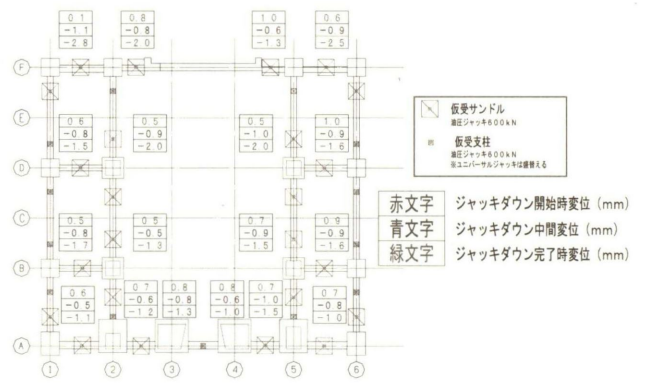 0.1 0.8 1.0 0.6
-1.1 -0.8 -0.6 -0.9
-2.8 -2.0 -1.3 -2.5
F
E
0.6 0.5 0.5 1.0
-0.8 -0.9 -1.0 -0.9
-1.5 -2.0 -2.0 -1.6
D
C
0.5 0.5 0.7 0.9
-0.8 -0.5 -0.9 -0.9
-1.7 -1.3 -1.5 -1.6
B
0.6 0.7 0.8 0.8 0.7 0.7
-0.5 -0.6 -0.8 -0.6 -1.0 -0.8
-1.1 -1.2 -1.3 -1.0 -1.5 -1.0
A
1 2 3 4 5 6
仮受サンドル
油圧ジャッキ600kN
仮受支柱
油圧ジャッキ600kN
※ユニバーサルジャッキは盛替える
赤文字 ジャッキダウン開始時変位(mm)
青文字 ジャッキダウン中間変位(mm)
緑文字 ジャッキダウン完了時変位(mm)